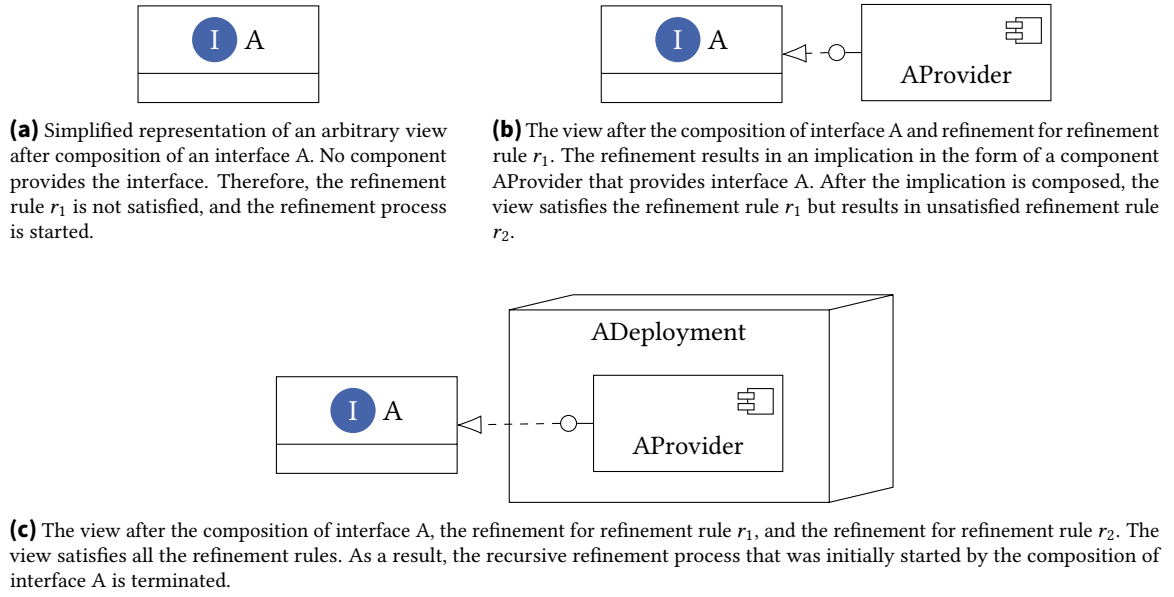 I A
I A
AProvider
(a) Simplified representation of an arbitrary view
after composition of an interface A. No component
provides the interface. Therefore, the refinement
rule r₁ is not satisfied, and the refinement process
is started.
(b) The view after the composition of interface A and refinement for refinement
rule r₁. The refinement results in an implication in the form of a component
AProvider that provides interface A. After the implication is composed, the
view satisfies the refinement rule r₁ but results in unsatisfied refinement rule
r₂.
ADeployment
I A
AProvider
(c) The view after the composition of interface A, the refinement for refinement rule r₁, and the refinement for refinement rule r₂. The
view satisfies all the refinement rules. As a result, the recursive refinement process that was initially started by the composition of
interface A is terminated.